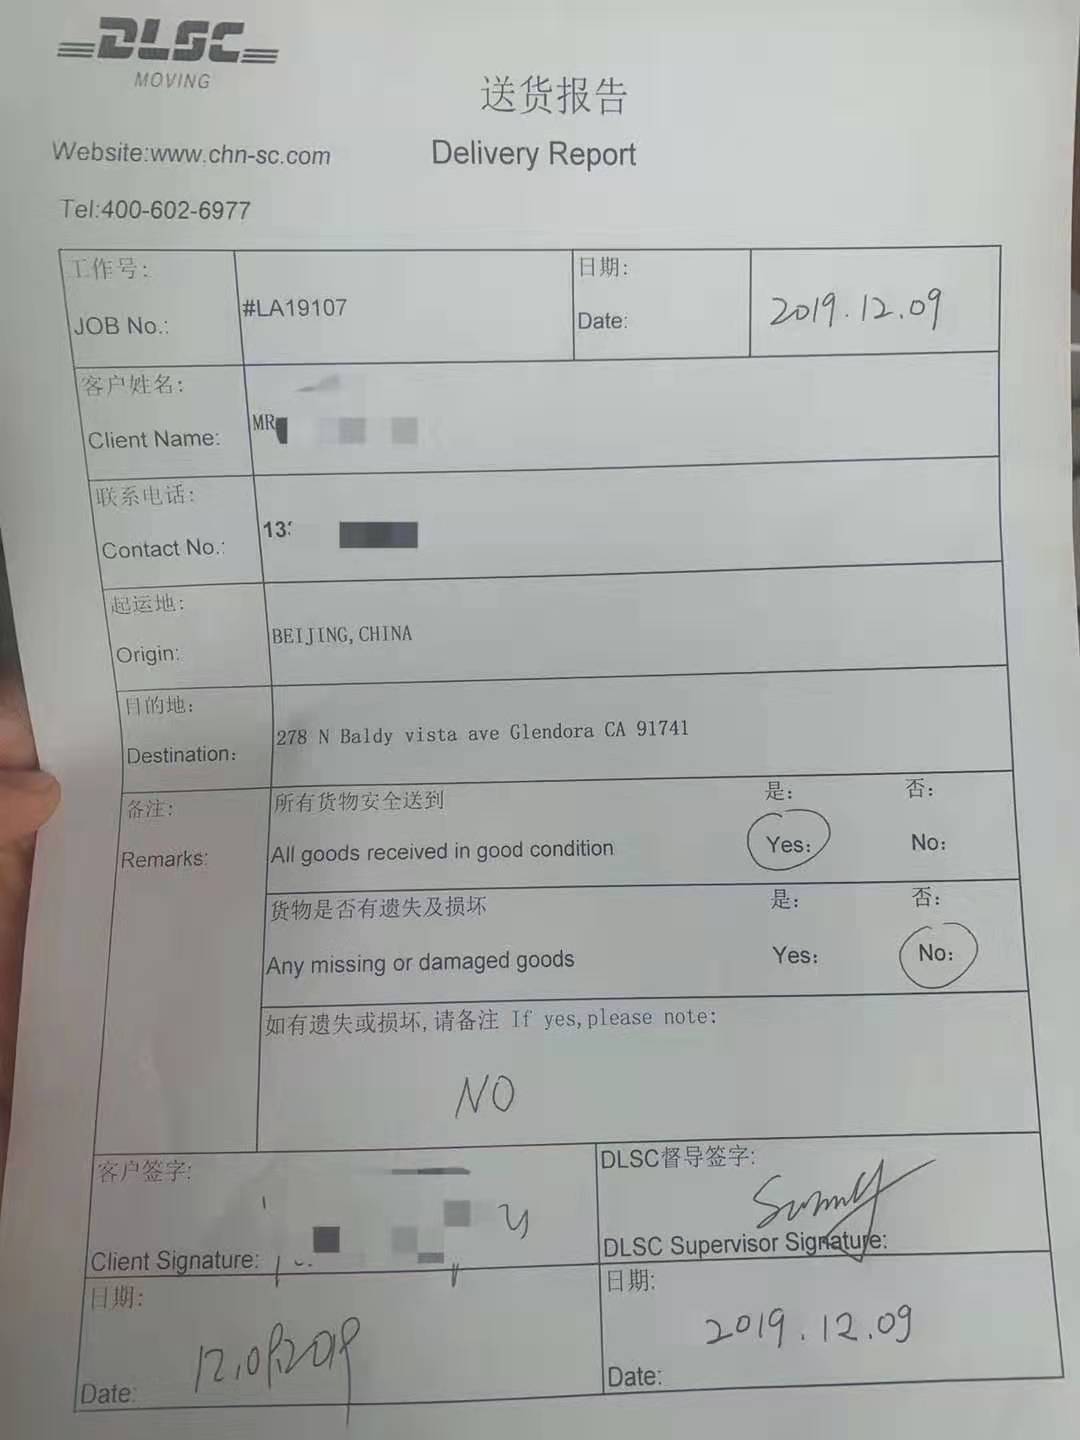 DLSC
MOVING
送货报告
Website:www.chn-sc.com
Delivery Report
Tel:400-602-6977
工作号:
JOB No.:
#LA19107
日期:
Date:
2019.12.09
客户姓名:
Client Name:
MR
联系电话:
Contact No.:
13
起运地:
Origin:
BEIJING,CHINA
目的地:
Destination:
278 N Baldy vista ave Glendora CA 91741
备注:
Remarks:
所有货物安全送到
是: 否:
All goods received in good condition
Yes: No:
货物是否有遗失及损坏
是: 否:
Any missing or damaged goods
Yes: No:
如有遗失或损坏,请备注 If yes,please note:
NO
客户签字:
Client Signature:
DLSC督导签字:
DLSC Supervisor Signature:
日期:
Date:
12.09.2019
日期:
Date:
2019.12.09